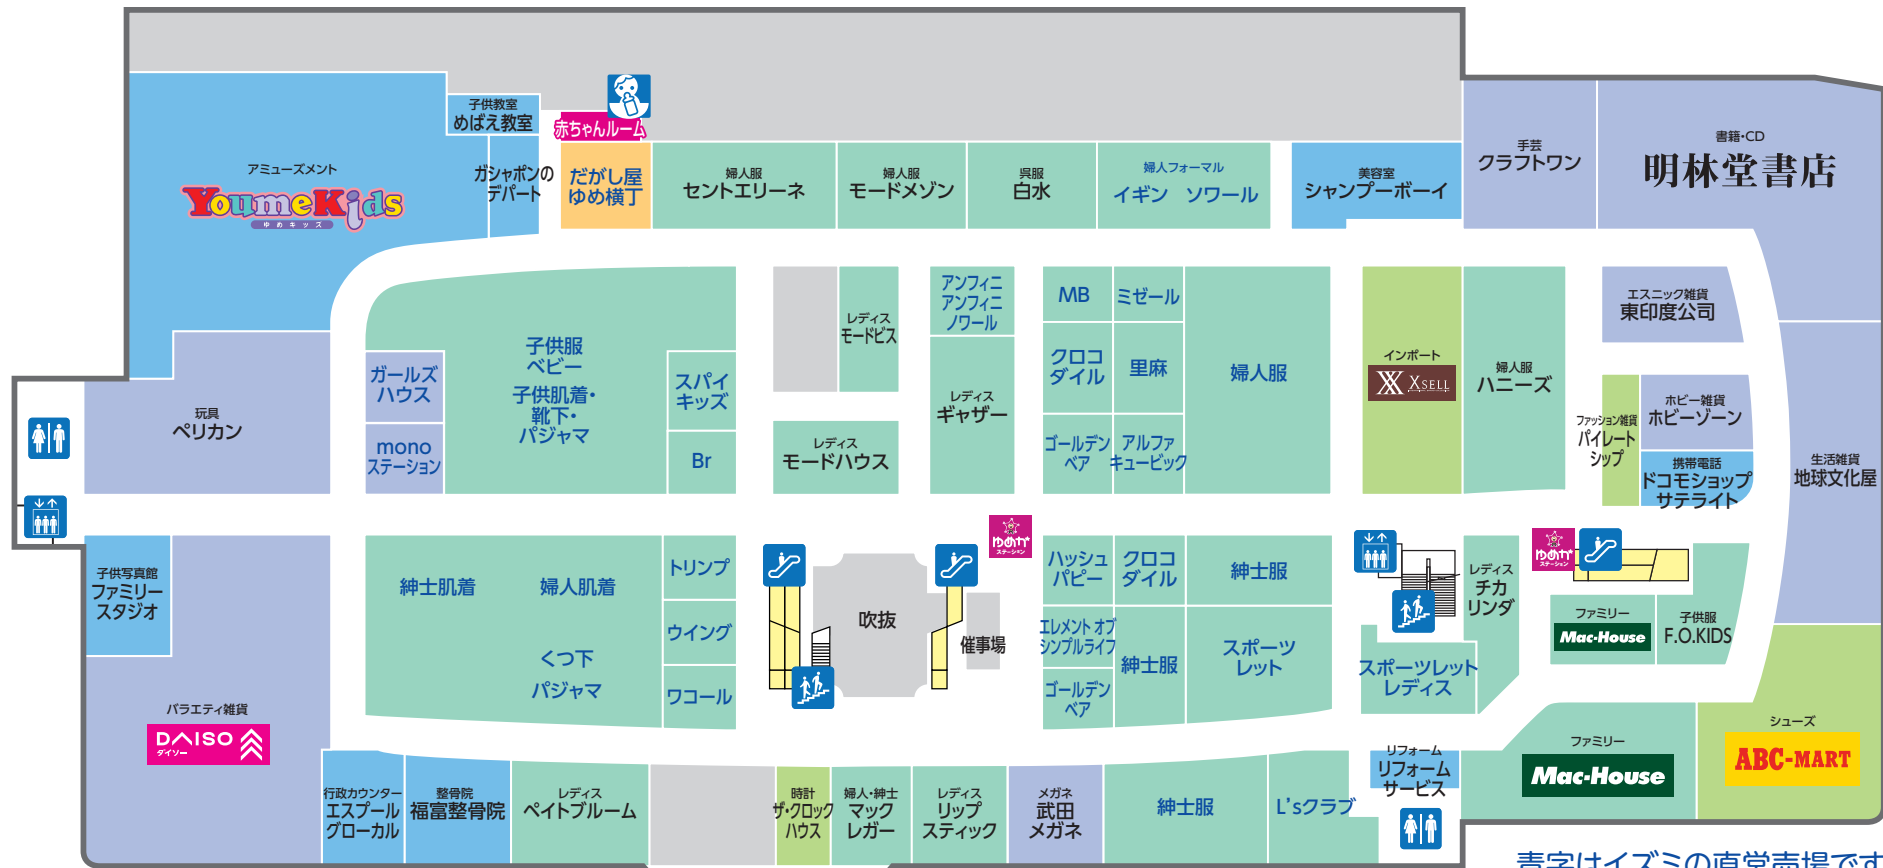 子供教室
めばえ教室
赤ちゃんルーム
アミューズメント
YoumeKids
ゆめキッズ
ガシャポンの
デパート
だがし屋
ゆめ横丁
婦人服
セントエリーネ
婦人服
モードメゾン
呉服
白水
婦人フォーマル
イギン　ソワール
美容室
シャンプーボーイ
手芸
クラフトワン
書籍・CD
明林堂書店
玩具
ペリカン
ガールズ
ハウス
mono
ステーション
子供服
ベビー
子供肌着・
靴下・
パジャマ
スパイ
キッズ
Br
レディス
モードビス
レディス
モードハウス
アンフィニ
アンフィニ
ノワール
レディス
ギャザー
MB
ミゼール
クロコ
ダイル
里麻
ゴールデン
ベア
アルファ
キュービック
婦人服
インポート
XSELL
婦人服
ハニーズ
エスニック雑貨
東印度公司
ファッション雑貨
パイレート
シップ
ホビー雑貨
ホビーゾーン
携帯電話
ドコモショップ
サテライト
生活雑貨
地球文化屋
子供写真館
ファミリー
スタジオ
バラエティ雑貨
DAISO
ダイソー
紳士肌着
婦人肌着
くつ下
パジャマ
トリンプ
ウイング
ワコール
吹抜
催事場
ゆめか
ステーション
ハッシュ
パピー
クロコ
ダイル
紳士服
エレメント オブ
シンプルライフ
紳士服
スポーツ
レット
ゴールデン
ベア
レディス
チカ
リンダ
スポーツレット
レディス
ゆめか
ステーション
ファミリー
Mac-House
子供服
F.O.KIDS
行政カウンター
エスプール
グローカル
整骨院
福富整骨院
レディス
ペイトブルーム
時計
ザ・クロック
ハウス
婦人・紳士
マック
レガー
レディス
リップ
スティック
メガネ
武田
メガネ
紳士服
L'sクラブ
リフォーム
リフォーム
サービス
ファミリー
Mac-House
シューズ
ABC-MART
青字はイズミの直営売場です